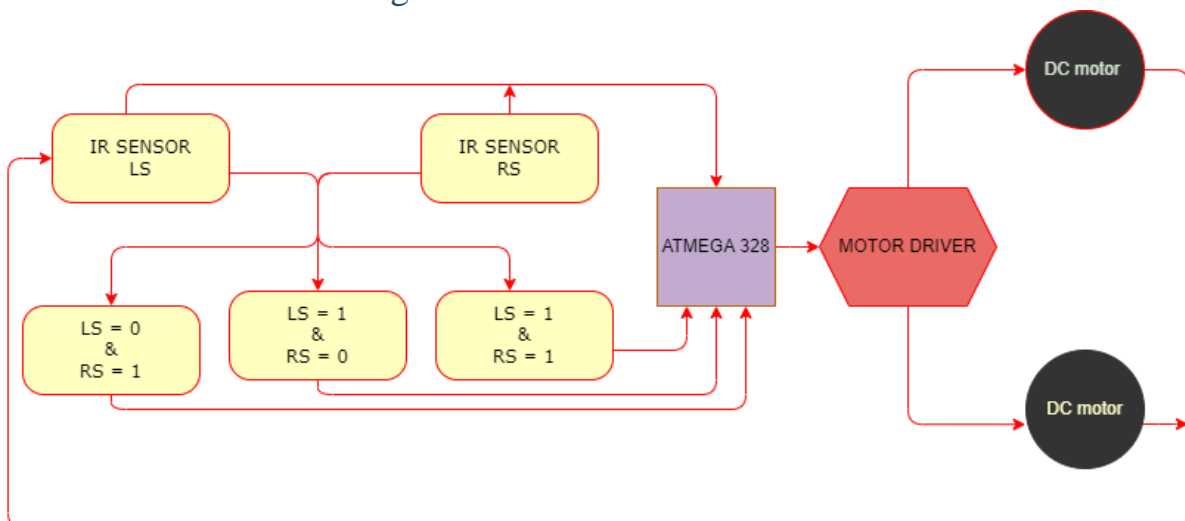 DC motor
IR SENSOR
LS
IR SENSOR
RS
ATMEGA 328
MOTOR DRIVER
LS = 0
&
RS = 1
LS = 1
&
RS = 0
LS = 1
&
RS = 1
DC motor